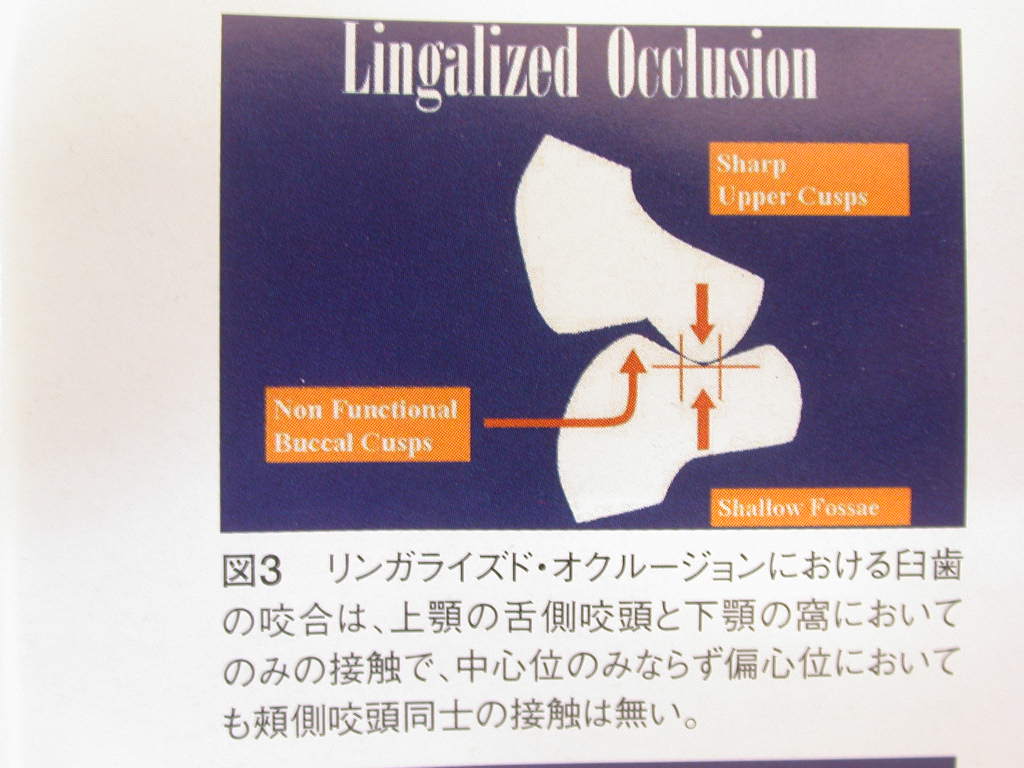 Lingalized Occlusion
Sharp
Upper Cusps
Non Functional
Buccal Cusps
Shallow Fossae
図3　リンガライズド・オクルージョンにおける臼歯
の咬合は、上顎の舌側咬頭と下顎の窩において
のみの接触で、中心位のみならず偏心位において
も頰側咬頭同士の接触は無い。